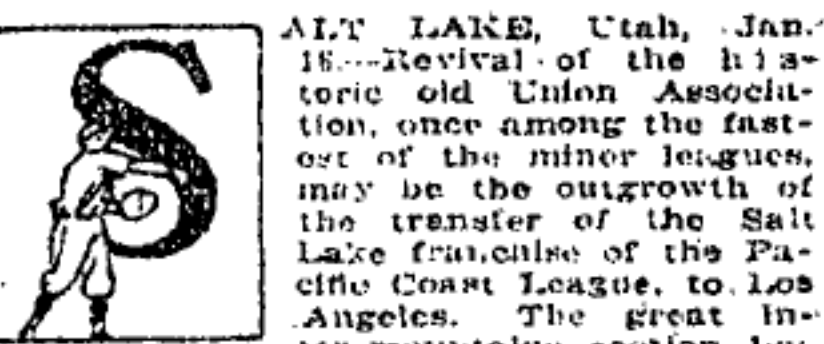 SALT LAKE, Utah, Jan.
16.--Revival of the his-
toric old Union Associa-
tion, once among the fast-
est of the minor leagues,
may be the outgrowth of
the transfer of the Salt
Lake franchise of the Pa-
cific Coast League, to Los
Angeles. The great In-